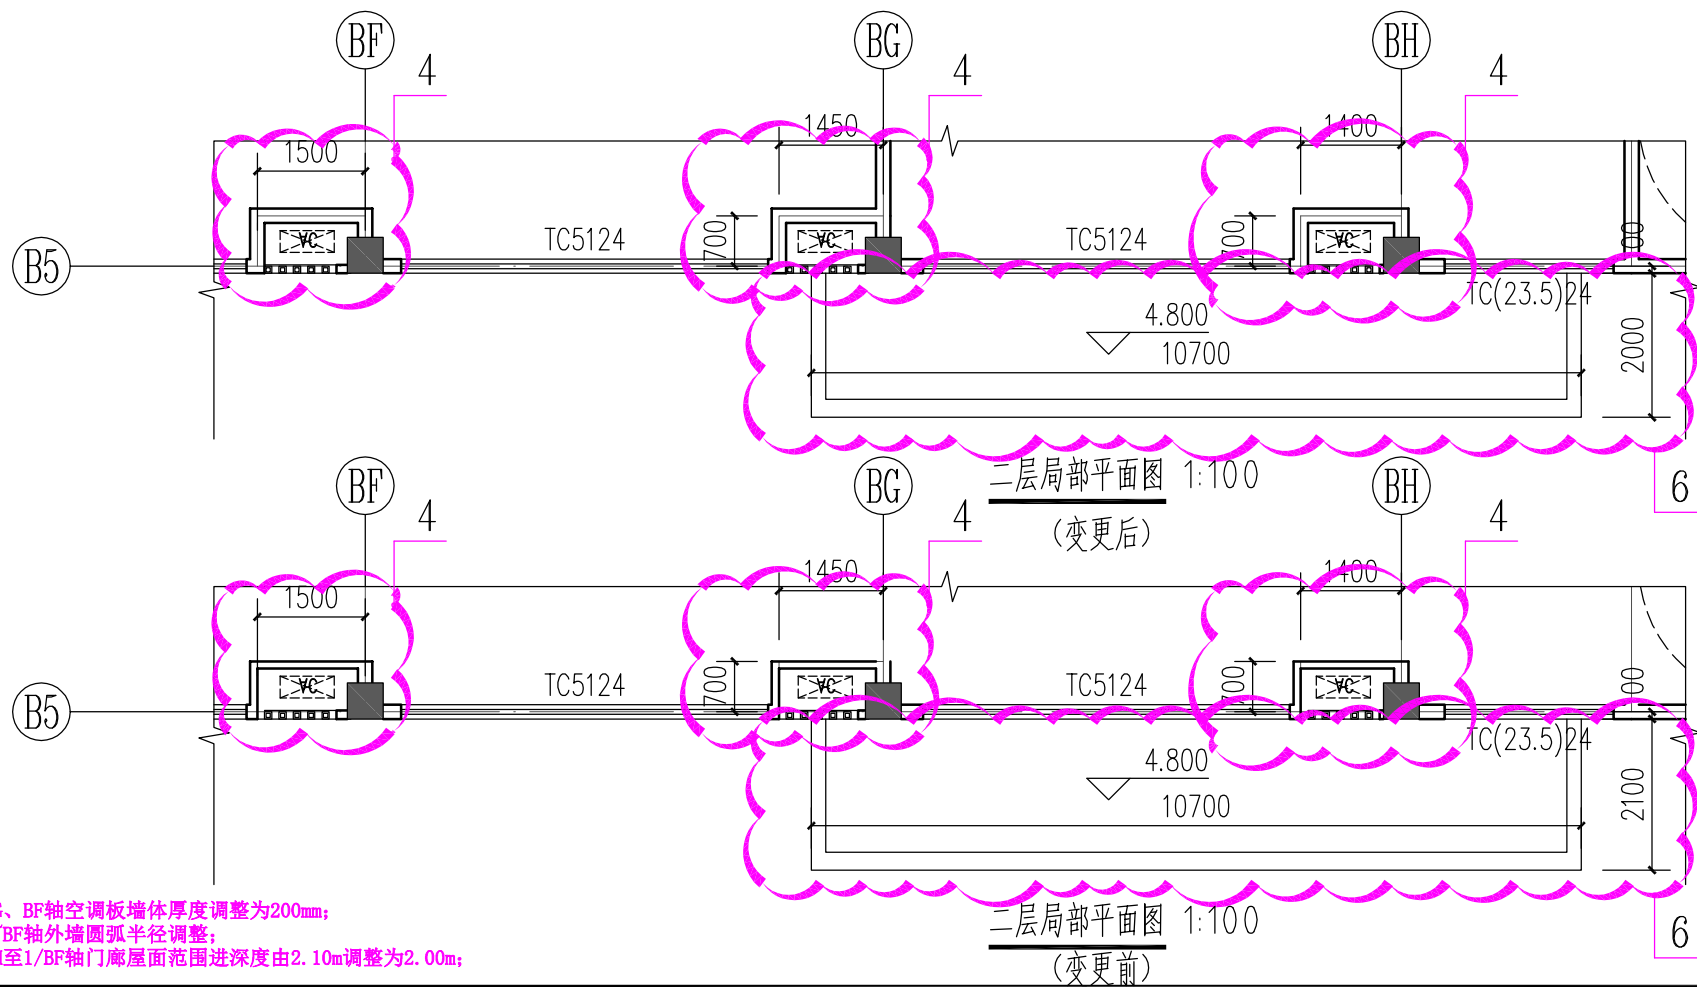 BF BG BH
4 4 4
1450 1400
1500
700 TC5124 700 TC5124 700
B5
TC(23.5)24
4.800
10700
2000
二层局部平面图 1:100
(变更后)
6
BF BG BH
4 4 4
1450 1400
1500
AC AC AC
700 TC5124 700 TC5124
B5
TC(23.5)24
4.800
10700
2100
、BF轴空调板墙体厚度调整为200mm;
BF轴外墙圆弧半径调整;
至1/BF轴门廊屋面范围进深度由2.10m调整为2.00m;
二层局部平面图 1:100
(变更前)
6